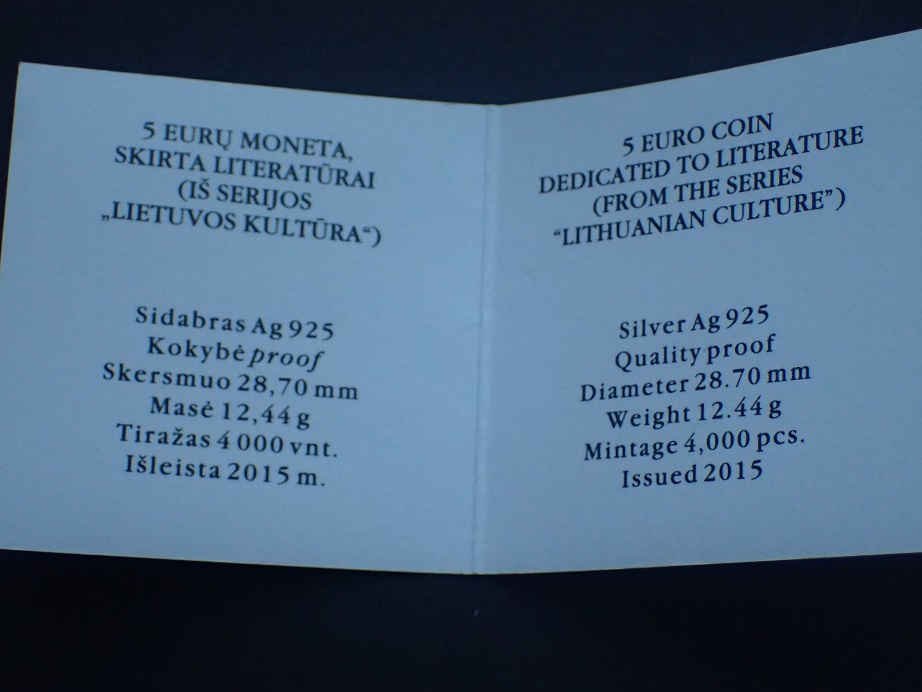 5 EURŲ MONETA,
SKIRTA LITERATŪRAI
(IŠ SERIJOS
„LIETUVOS KULTŪRA“)
Sidabras Ag 925
Kokybė proof
Skersmuo 28,70 mm
Masė 12,44 g
Tiražas 4 000 vnt.
Išleista 2015 m.
5 EURO COIN
DEDICATED TO LITERATURE
(FROM THE SERIES
“LITHUANIAN CULTURE”)
Silver Ag 925
Quality proof
Diameter 28.70 mm
Weight 12.44 g
Mintage 4,000 pcs.
Issued 2015